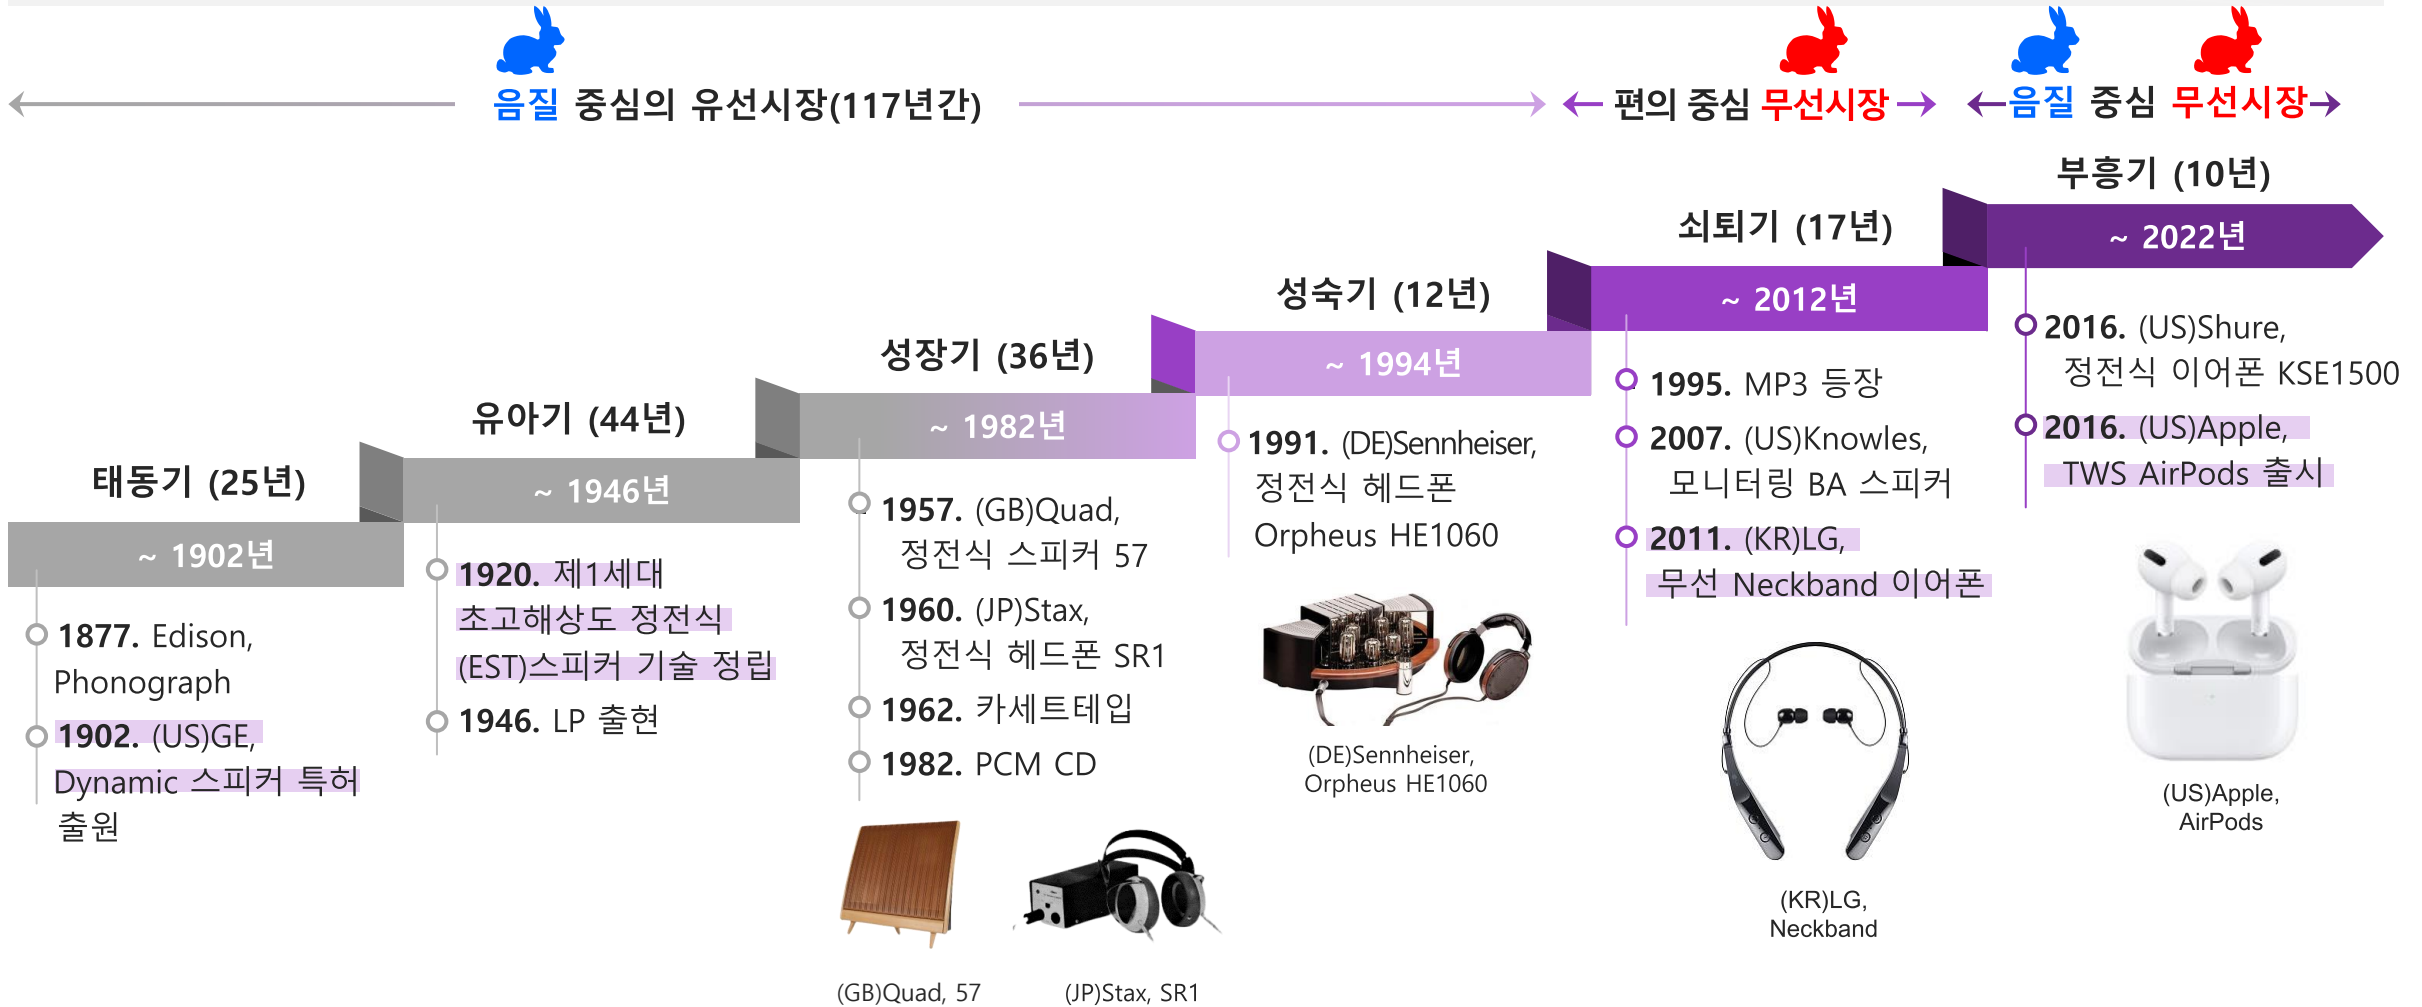 음질 중심의 유선시장(117년간)
편의 중심 무선시장
음질 중심 무선시장
태동기 (25년)
~ 1902년
1877. Edison,
Phonograph
1902. (US)GE,
Dynamic 스피커 특허
출원
유아기 (44년)
~ 1946년
1920. 제1세대
초고해상도 정전식
(EST)스피커 기술 정립
1946. LP 출현
성장기 (36년)
~ 1982년
1957. (GB)Quad,
정전식 스피커 57
1960. (JP)Stax,
정전식 헤드폰 SR1
1962. 카세트테입
1982. PCM CD
(GB)Quad, 57
(JP)Stax, SR1
성숙기 (12년)
~ 1994년
1991. (DE)Sennheiser,
정전식 헤드폰
Orpheus HE1060
(DE)Sennheiser,
Orpheus HE1060
쇠퇴기 (17년)
~ 2012년
1995. MP3 등장
2007. (US)Knowles,
모니터링 BA 스피커
2011. (KR)LG,
무선 Neckband 이어폰
(KR)LG,
Neckband
부흥기 (10년)
~ 2022년
2016. (US)Shure,
정전식 이어폰 KSE1500
2016. (US)Apple,
TWS AirPods 출시
(US)Apple,
AirPods